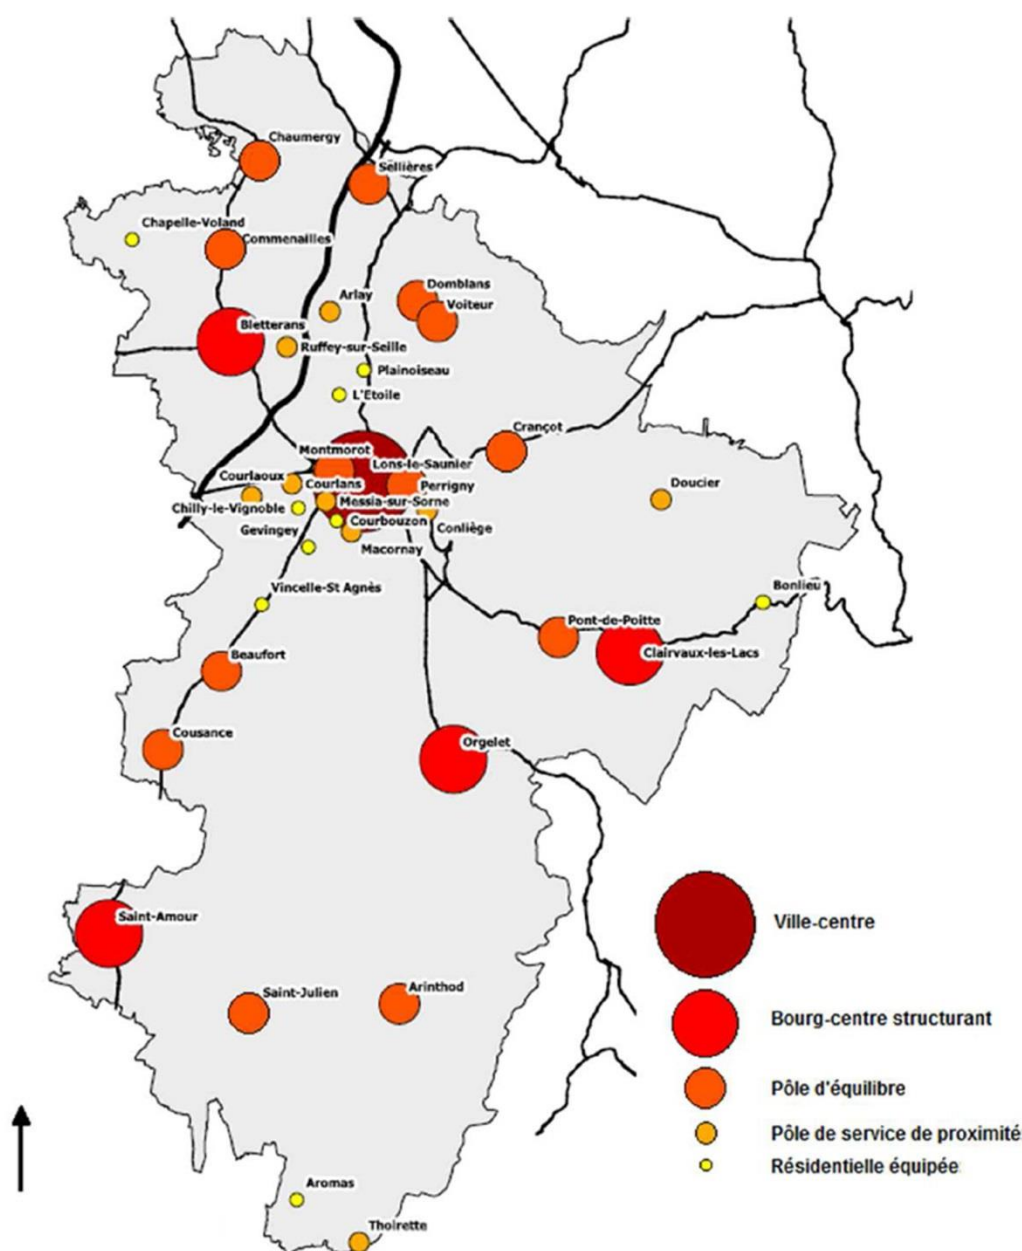 Chaumergy
Sellières
Chapelle-Voland
Commenailles
Domblans
Arlay
Voiteur
Bletterans
Ruffey-sur-Seille
Plainoiseau
L'Etoile
Crançot
Montmorot
Lons-le-Saunier
Courlaoux
Courlans
Perrigny
Doucier
Messia-sur-Sorne
Chilly-le-Vignoble
Courbouzon
Conliège
Gevingey
Macornay
Vincelle-St Agnès
Bonlieu
Pont-de-Poitte
Beaufort
Clairvaux-les-Lacs
Cousance
Orgelet
Saint-Amour
Saint-Julien
Arinthod
Aromas
Thoirette
Ville-centre
Bourg-centre structurant
Pôle d'équilibre
Pôle de service de proximité
Résidentielle équipée